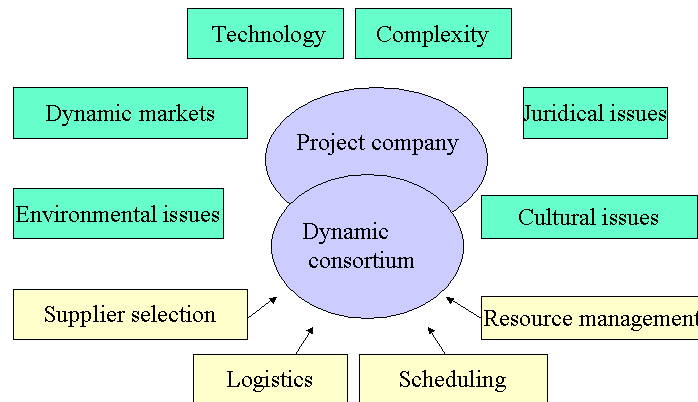 Technology
Complexity
Dynamic markets
Juridical issues
Project company
Environmental issues
Cultural issues
Dynamic
consortium
Supplier selection
Resource management
Logistics
Scheduling